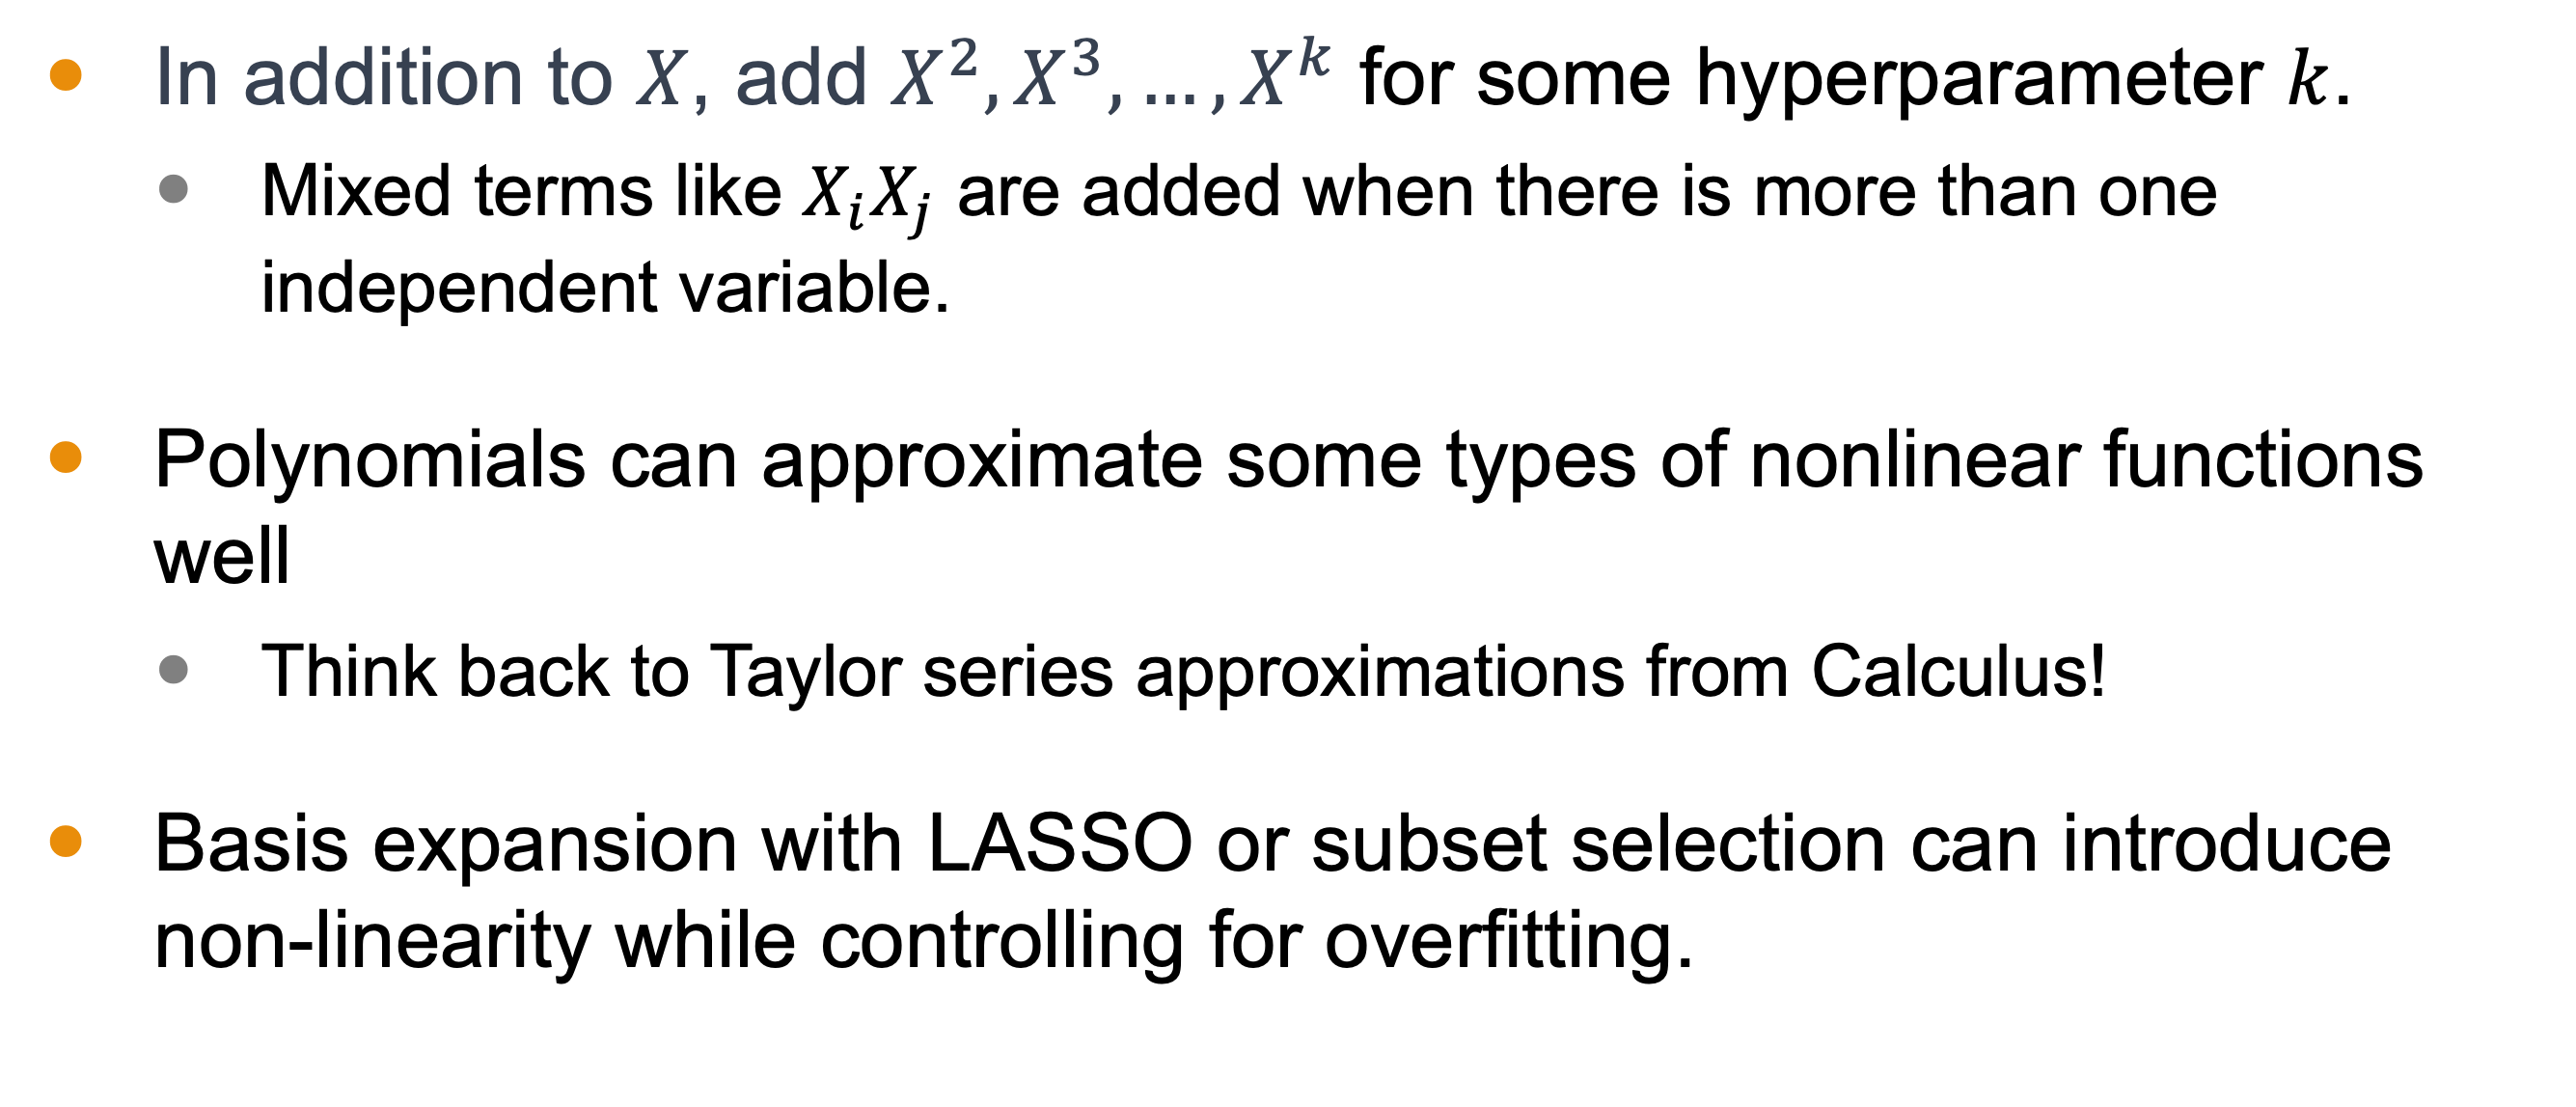 In addition to X, add X², X³, ..., Xᵏ for some hyperparameter k.
Mixed terms like XᵢXⱼ are added when there is more than one
independent variable.
Polynomials can approximate some types of nonlinear functions
well
Think back to Taylor series approximations from Calculus!
Basis expansion with LASSO or subset selection can introduce
non-linearity while controlling for overfitting.